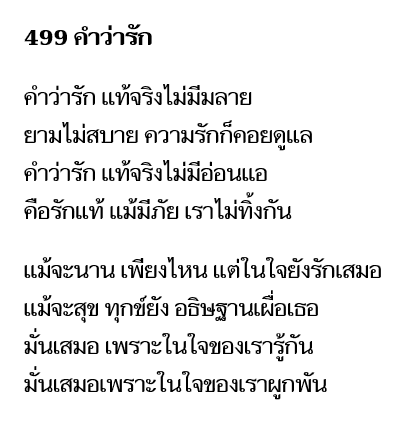 499 คำว่ารัก
คำว่ารัก แท้จริงไม่มีมลาย
ยามไม่สบาย ความรักก็คอยดูแล
คำว่ารัก แท้จริงไม่มีอ่อนแอ
คือรักแท้ แม้มีภัย เราไม่ทิ้งกัน
แม้จะนาน เพียงไหน แต่ในใจยังรักเสมอ
แม้จะสุข ทุกข์ยัง อธิษฐานเผื่อเธอ
มั่นเสมอ เพราะในใจของเรารู้กัน
มั่นเสมอเพราะในใจของเราผูกพัน